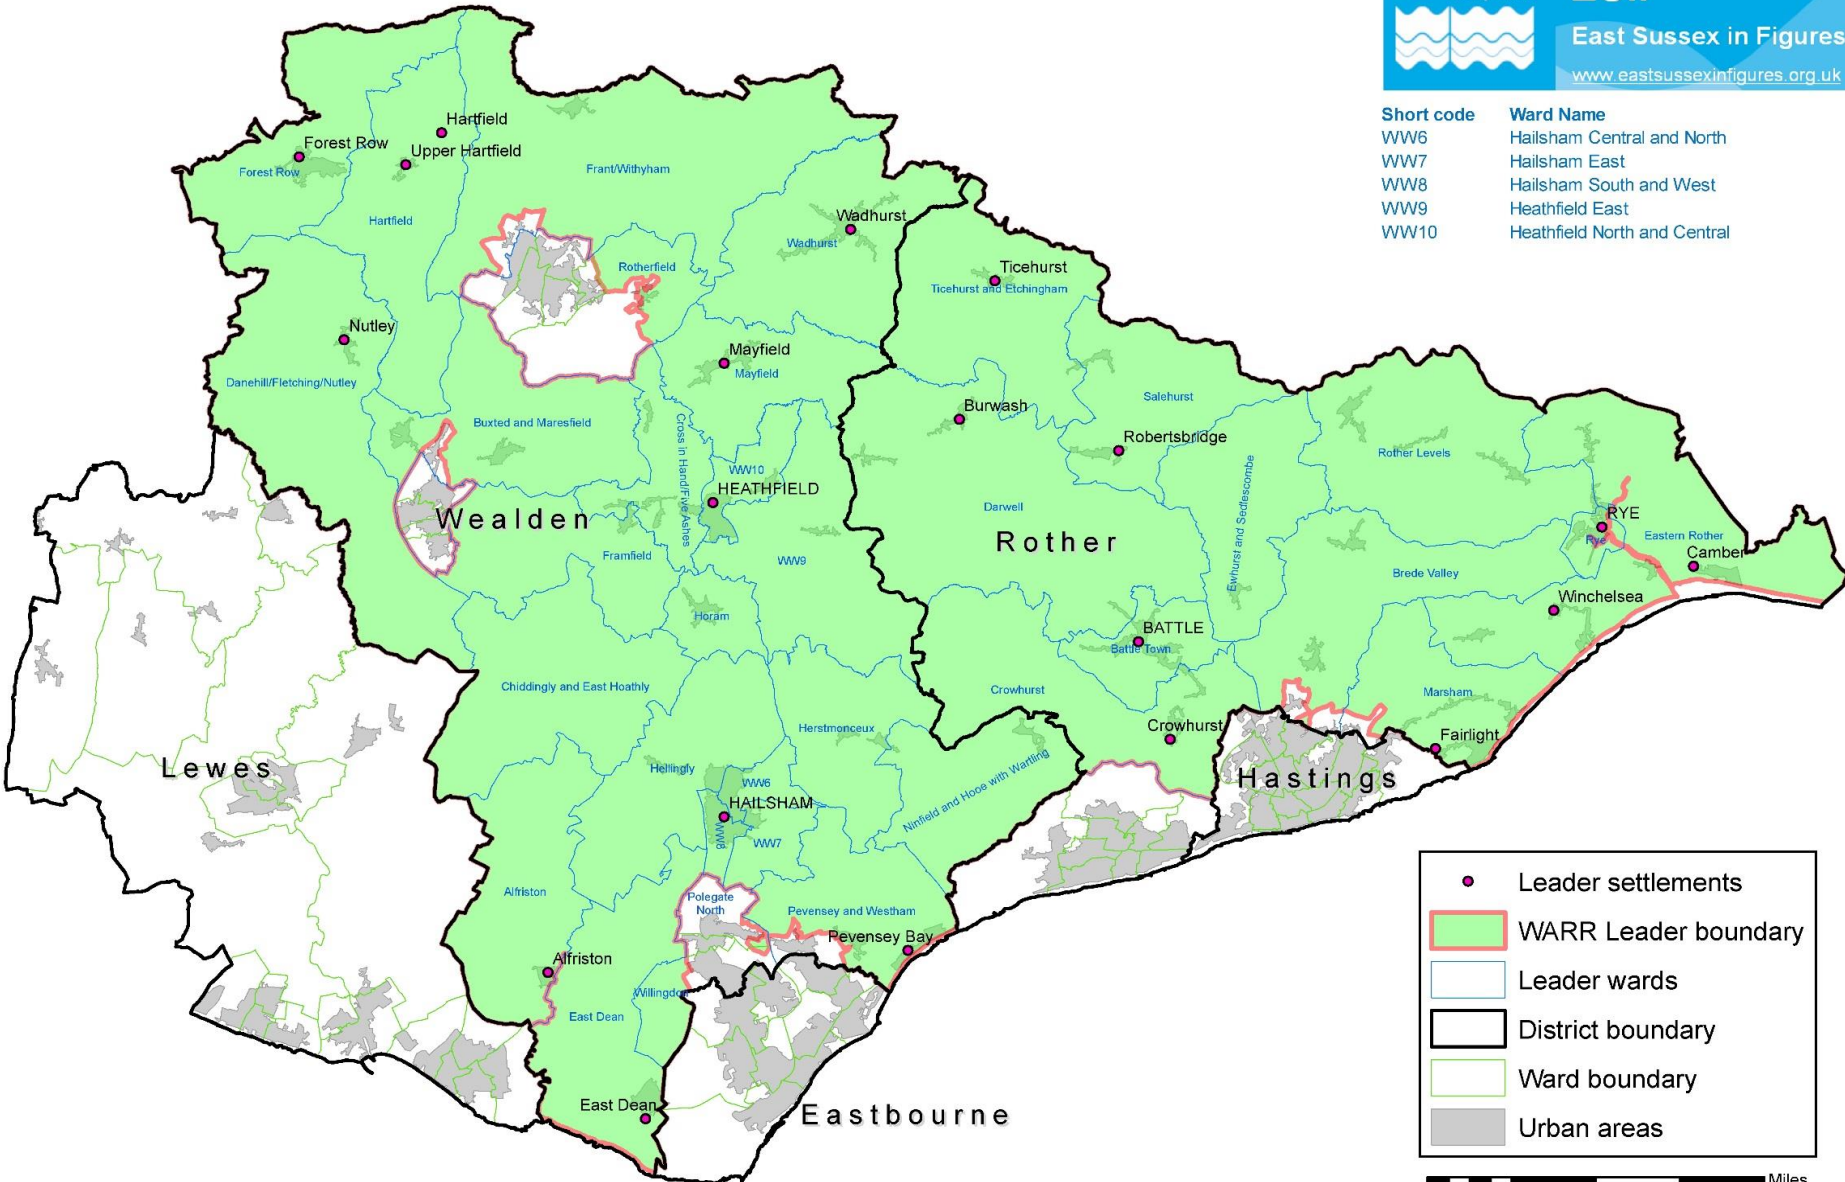 East Sussex in Figures
www.eastsussexinfigures.org.uk
Short code Ward Name
WW6 Hailsham Central and North
WW7 Hailsham East
WW8 Hailsham South and West
WW9 Heathfield East
WW10 Heathfield North and Central
Hartfield
Forest Row
Upper Hartfield
Forest Row
Frant/Withyham
Hartfield
Wadhurst
Wadhurst
Rotherfield
Ticehurst
Ticehurst and Etchingham
Nutley
Mayfield
Mayfield
Danehill/Fletching/Nutley
Salehurst
Burwash
Buxted and Maresfield
Cross in Hand/Five Ashes
Robertsbridge
Rother Levels
WW10
HEATHFIELD
Ewhurst and Sedlescombe
Darwell
Wealden
RYE
Rye
Eastern Rother
Rother
Camber
Framfield
WW9
Brede Valley
Winchelsea
Horam
BATTLE
Battle Town
Chiddingly and East Hoathly
Crowhurst
Marsham
Herstmonceux
Crowhurst
Fairlight
Lewes
Hellingly
Hastings
WW6
Ninfield and Hooe with Wartling
HAILSHAM
WW8
WW7
Alfriston
Polegate
North
Pevensey and Westham
Pevensey Bay
Alfriston
Willingdon
East Dean
East Dean
Eastbourne
Leader settlements
WARR Leader boundary
Leader wards
District boundary
Ward boundary
Urban areas
Miles